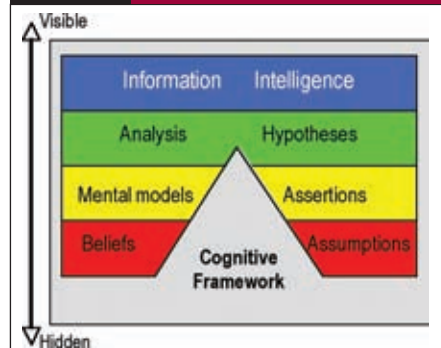 Visible
Information Intelligence
Analysis Hypotheses
Mental models Assertions
Beliefs Assumptions
Cognitive
Framework
Hidden